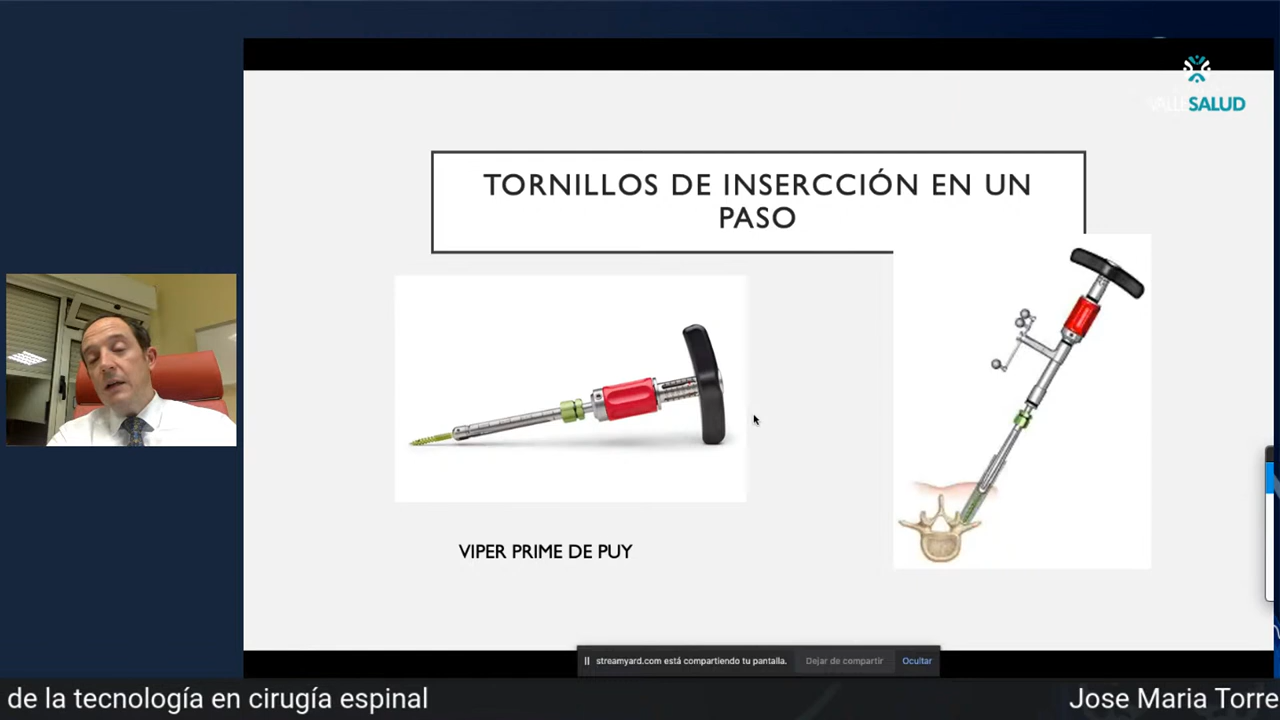 SALUD
TORNILLOS DE INSERCCIÓN EN UN
PASO
VIPER PRIME DE PUY
streamyard.com está compartiendo tu pantalla.
Dejar de compartir
Ocultar
de la tecnología en cirugía espinal
Jose Maria Torre